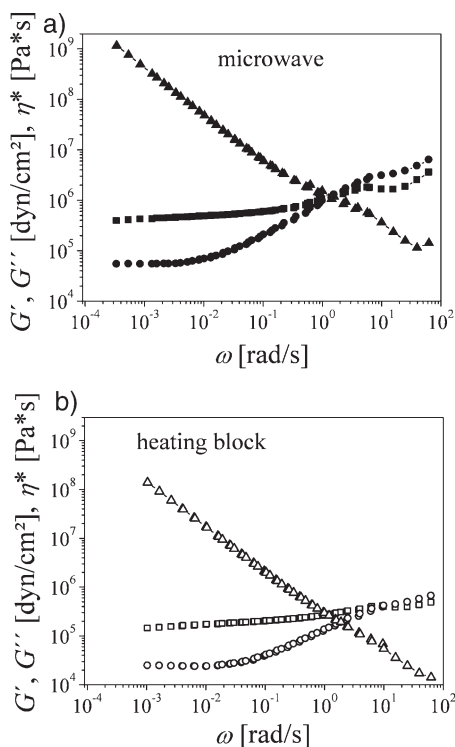 a)
microwave
G′, G′′ [dyn/cm²], η* [Pa*s]
10⁹
10⁸
10⁷
10⁶
10⁵
10⁴
10⁻⁴ 10⁻³ 10⁻² 10⁻¹ 10⁰ 10¹ 10²
ω [rad/s]
b)
heating block
G′, G′′ [dyn/cm²], η* [Pa*s]
10⁹
10⁸
10⁷
10⁶
10⁵
10⁴
10⁻⁴ 10⁻³ 10⁻² 10⁻¹ 10⁰ 10¹ 10²
ω [rad/s]